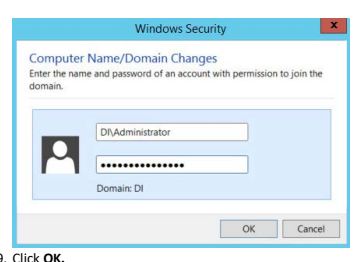 Windows Security
x
Computer Name/Domain Changes
Enter the name and password of an account with permission to join the
domain.
DI\Administrator
•••••••••••••••
Domain: DI
OK
Cancel
9. Click OK.